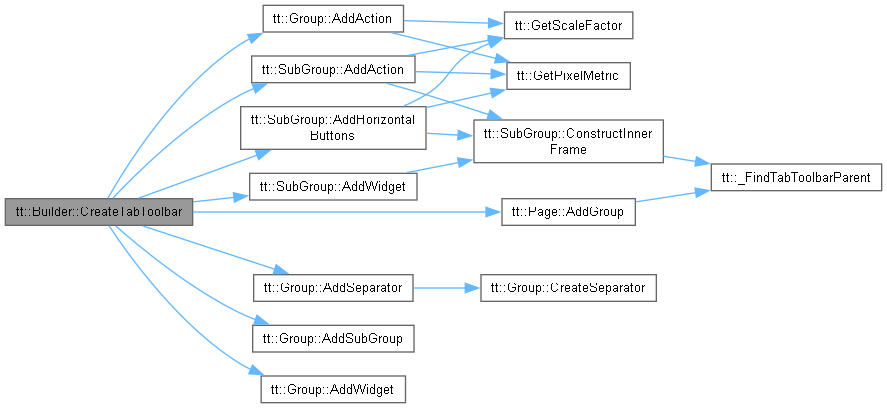 tt::Group::AddAction
tt::GetScaleFactor
tt::SubGroup::AddAction
tt::GetPixelMetric
tt::SubGroup::AddHorizontal
Buttons
tt::SubGroup::ConstructInner
Frame
tt::_FindTabToolbarParent
tt::SubGroup::AddWidget
tt::Builder::CreateTabToolbar
tt::Page::AddGroup
tt::Group::AddSeparator
tt::Group::CreateSeparator
tt::Group::AddSubGroup
tt::Group::AddWidget